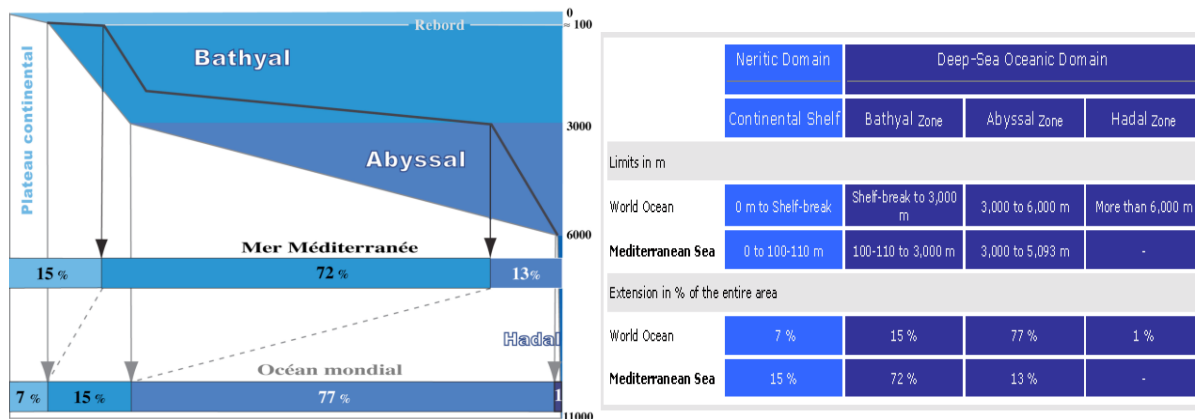 0
≈ 100
Rebord
Bathyal
Plateau continental
3000
Abyssal
6000
Mer Méditerranée
15 %
72 %
13%
Hadal
Océan mondial
7 %
15 %
77 %
1
11000
Neritic Domain
Deep-Sea Oceanic Domain
Continental Shelf
Bathyal Zone
Abyssal Zone
Hadal Zone
Limits in m
World Ocean
0 m to Shelf-break
Shelf-break to 3,000
m
3,000 to 6,000 m
More than 6,000 m
Mediterranean Sea
0 to 100-110 m
100-110 to 3,000 m
3,000 to 5,093 m
-
Extension in % of the entire area
World Ocean
7 %
15 %
77 %
1 %
Mediterranean Sea
15 %
72 %
13 %
-